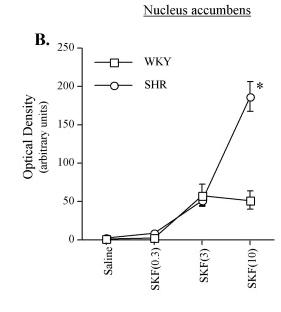 Nucleus accumbens
B.
250
200
150
100
50
0
Optical Density
(arbitrary units)
WKY
SHR
*
Saline
SKF(0.3)
SKF(3)
SKF(10)